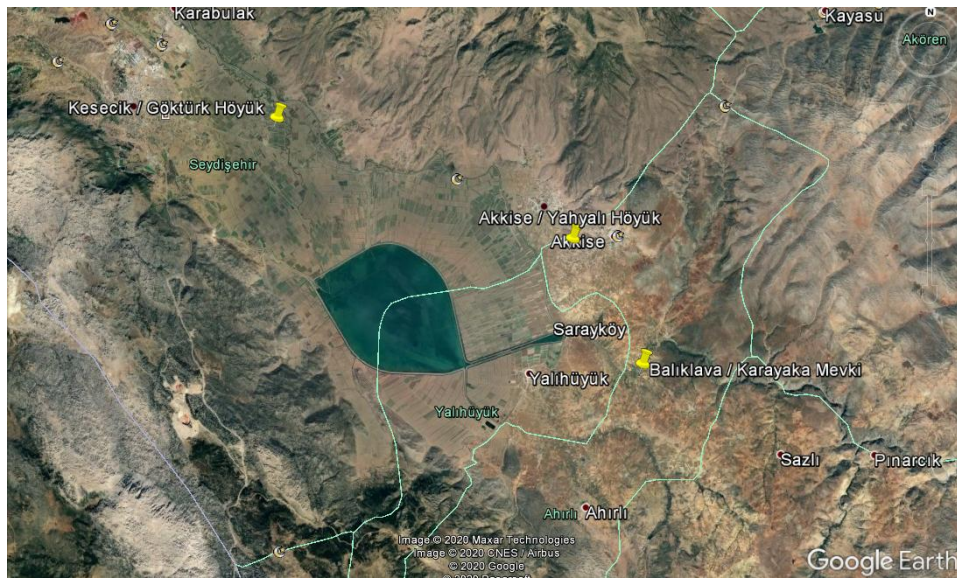 Karabulak
Kayasu
N
Akören
Kesecik / Göktürk Höyük
Seydişehir
Akkise / Yahyalı Höyük
Akkise
Sarayköy
Balıklava / Karayaka Mevki
Yalıhüyük
Yalıhüyük
Sazlı
Pınarcık
Ahırlı
Ahırlı
Image © 2020 Maxar Technologies
Image © 2020 CNES / Airbus
© 2020 Google
Google Earth